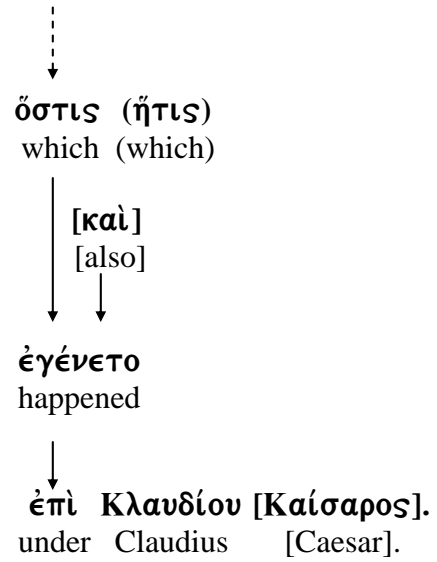 ὅστις (ἥτις)
which (which)
[καὶ]
[also]
ἐγένετο
happened
ἐπὶ Κλαυδίου [Καίσαρος].
under Claudius [Caesar].